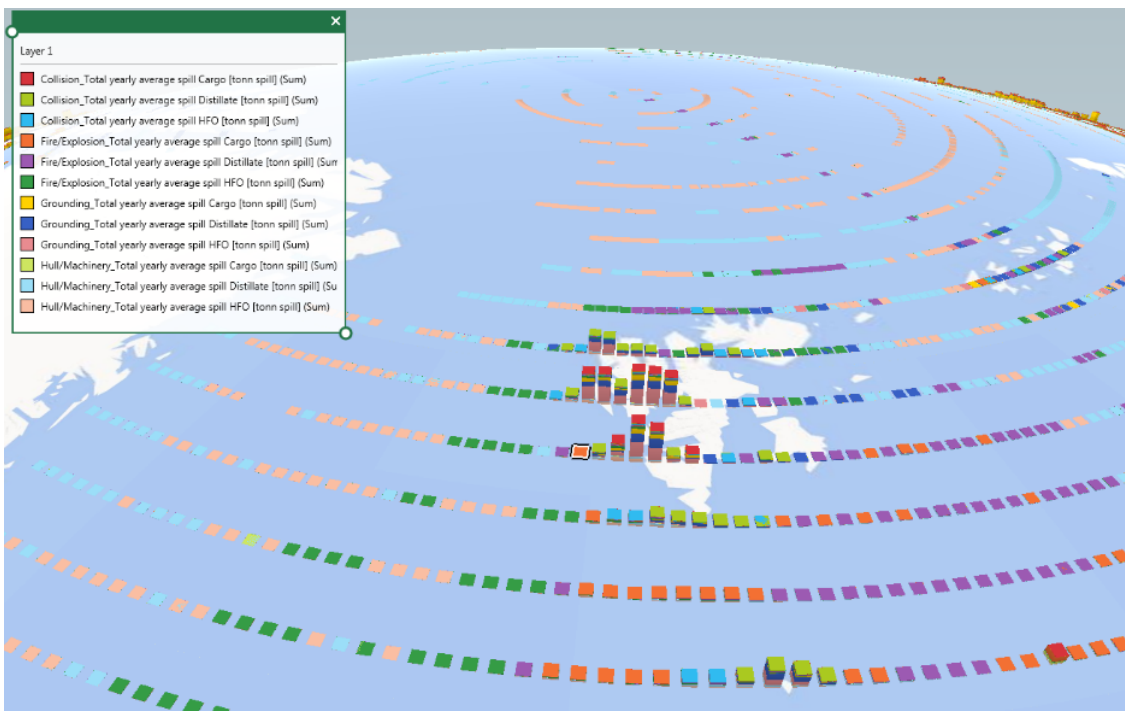 Layer 1
Collision_Total yearly average spill Cargo [tonn spill] (Sum)
Collision_Total yearly average spill Distillate [tonn spill] (Sum)
Collision_Total yearly average spill HFO [tonn spill] (Sum)
Fire/Explosion_Total yearly average spill Cargo [tonn spill] (Sum)
Fire/Explosion_Total yearly average spill Distillate [tonn spill] (Sum
Fire/Explosion_Total yearly average spill HFO [tonn spill] (Sum)
Grounding_Total yearly average spill Cargo [tonn spill] (Sum)
Grounding_Total yearly average spill Distillate [tonn spill] (Sum)
Grounding_Total yearly average spill HFO [tonn spill] (Sum)
Hull/Machinery_Total yearly average spill Cargo [tonn spill] (Sum)
Hull/Machinery_Total yearly average spill Distillate [tonn spill] (Su
Hull/Machinery_Total yearly average spill HFO [tonn spill] (Sum)